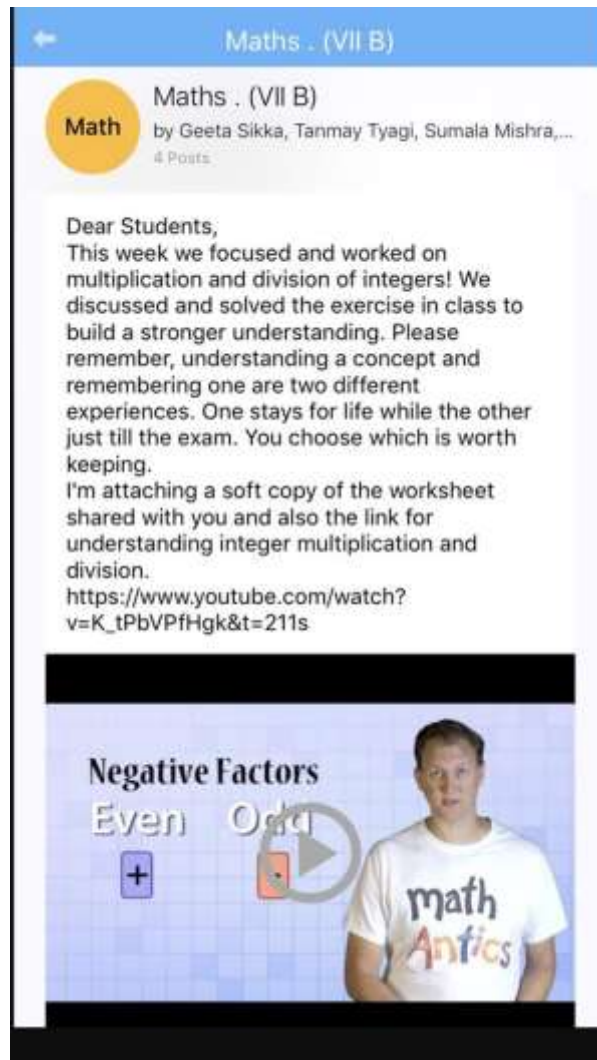 Maths . (VII B)
Maths . (VII B)
Math
by Geeta Sikka, Tanmay Tyagi, Sumala Mishra,...
4 Posts
Dear Students,
This week we focused and worked on
multiplication and division of integers! We
discussed and solved the exercise in class to
build a stronger understanding. Please
remember, understanding a concept and
remembering one are two different
experiences. One stays for life while the other
just till the exam. You choose which is worth
keeping.
I'm attaching a soft copy of the worksheet
shared with you and also the link for
understanding integer multiplication and
division.
https://www.youtube.com/watch?
v=K_tPbVPfHgk&t=211s
Negative Factors
Even Odd
+ -
math
Antics